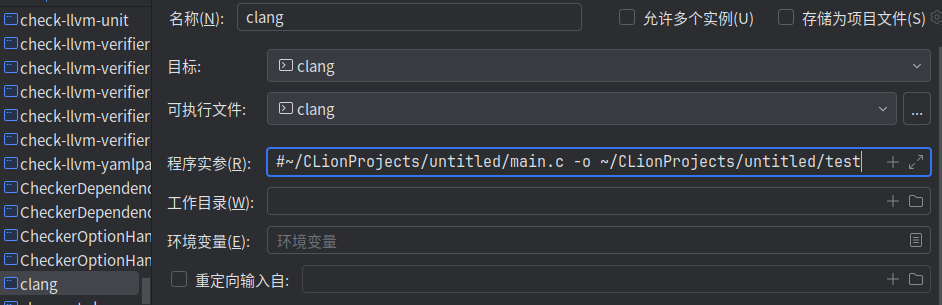 check-llvm-unit
check-llvm-verifier
check-llvm-verifier
check-llvm-verifier
check-llvm-verifier
check-llvm-verifier
check-llvm-yamlpa
CheckerDependenc
CheckerDependenc
CheckerOptionHan
CheckerOptionHan
clang
名称(N): clang
允许多个实例(U)
存储为项目文件(S)
目标: clang
可执行文件: clang
...
程序实参(R): #~/CLionProjects/untitled/main.c -o ~/CLionProjects/untitled/test
工作目录(W):
环境变量(E): 环境变量
重定向输入自: